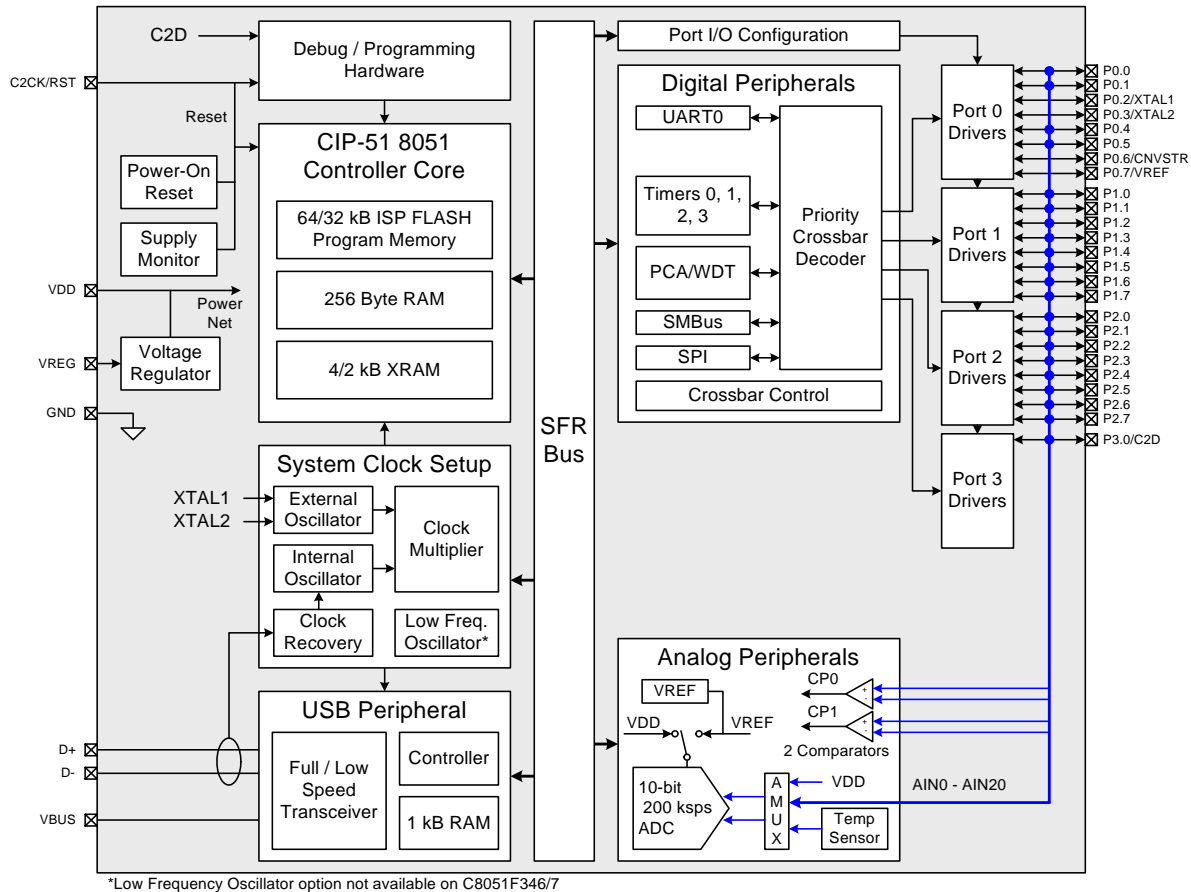 C2D
Debug / Programming
Hardware
Port I/O Configuration
C2CK/RST
Reset
Power-On
Reset
Supply
Monitor
VDD
Power
Net
VREG
Voltage
Regulator
GND
CIP-51 8051
Controller Core
64/32 kB ISP FLASH
Program Memory
256 Byte RAM
4/2 kB XRAM
System Clock Setup
XTAL1
XTAL2
External
Oscillator
Internal
Oscillator
Clock
Recovery
Clock
Multiplier
Low Freq.
Oscillator*
USB Peripheral
D+
D-
VBUS
Full / Low
Speed
Transceiver
Controller
1 kB RAM
SFR
Bus
Digital Peripherals
UART0
Timers 0, 1,
2, 3
PCA/WDT
SMBus
SPI
Priority
Crossbar
Decoder
Crossbar Control
Port 0
Drivers
Port 1
Drivers
Port 2
Drivers
Port 3
Drivers
P0.0
P0.1
P0.2/XTAL1
P0.3/XTAL2
P0.4
P0.5
P0.6/CNVSTR
P0.7/VREF
P1.0
P1.1
P1.2
P1.3
P1.4
P1.5
P1.6
P1.7
P2.0
P2.1
P2.2
P2.3
P2.4
P2.5
P2.6
P2.7
P3.0/C2D
Analog Peripherals
VREF
VDD
VREF
CP0
+
-
CP1
+
-
2 Comparators
10-bit
200 ksps
ADC
A
M
U
X
VDD
Temp
Sensor
AIN0 - AIN20
*Low Frequency Oscillator option not available on C8051F346/7